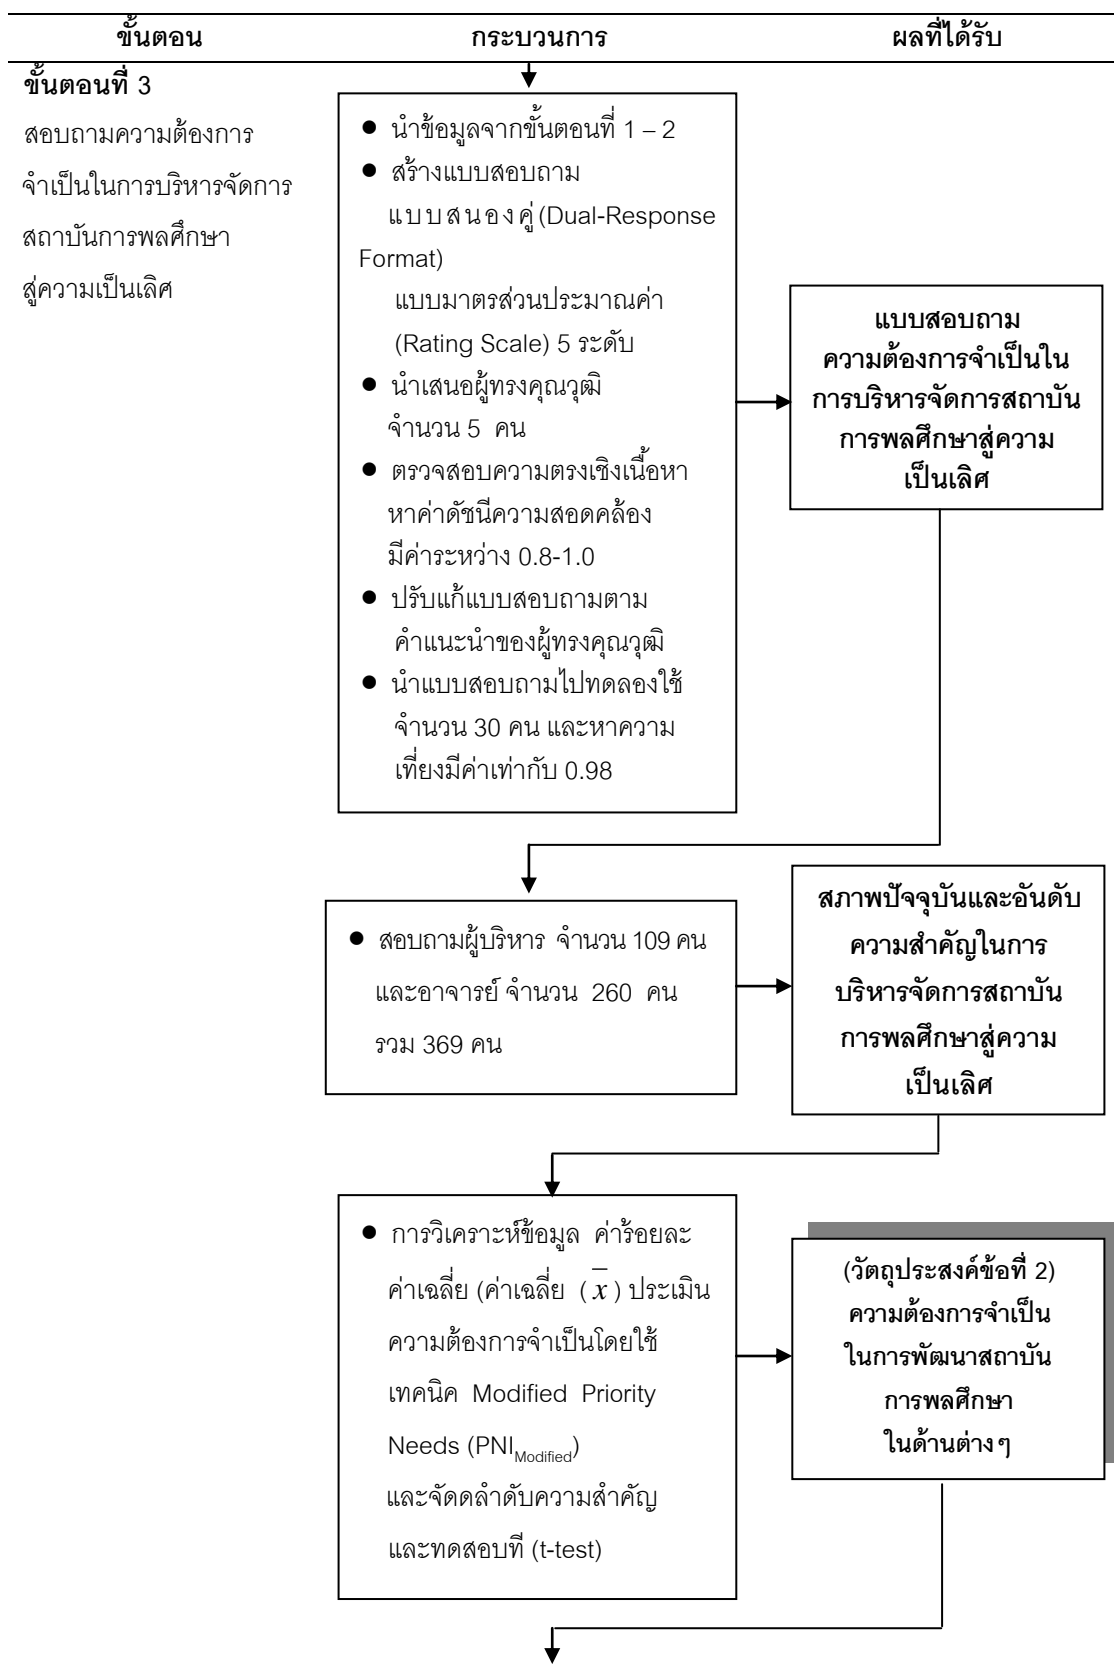 ขั้นตอน กระบวนการ ผลที่ได้รับ
ขั้นตอนที่ 3
สอบถามความต้องการ
จำเป็นในการบริหารจัดการ
สถาบันการพลศึกษา
สู่ความเป็นเลิศ
● นำข้อมูลจากขั้นตอนที่ 1 – 2
● สร้างแบบสอบถาม
แบบสนองคู่ (Dual-Response
Format)
แบบมาตรส่วนประมาณค่า
(Rating Scale) 5 ระดับ
● นำเสนอผู้ทรงคุณวุฒิ
จำนวน 5 คน
● ตรวจสอบความตรงเชิงเนื้อหา
หาค่าดัชนีความสอดคล้อง
มีค่าระหว่าง 0.8-1.0
● ปรับแก้แบบสอบถามตาม
คำแนะนำของผู้ทรงคุณวุฒิ
● นำแบบสอบถามไปทดลองใช้
จำนวน 30 คน และหาความ
เที่ยงมีค่าเท่ากับ 0.98
แบบสอบถาม
ความต้องการจำเป็นใน
การบริหารจัดการสถาบัน
การพลศึกษาสู่ความ
เป็นเลิศ
● สอบถามผู้บริหาร จำนวน 109 คน
และอาจารย์ จำนวน 260 คน
รวม 369 คน
สภาพปัจจุบันและอันดับ
ความสำคัญในการ
บริหารจัดการสถาบัน
การพลศึกษาสู่ความ
เป็นเลิศ
● การวิเคราะห์ข้อมูล ค่าร้อยละ
ค่าเฉลี่ย (ค่าเฉลี่ย ( x̄ ) ประเมิน
ความต้องการจำเป็นโดยใช้
เทคนิค Modified Priority
Needs (PNI Modified)
และจัดดลำดับความสำคัญ
และทดสอบที (t-test)
(วัตถุประสงค์ข้อที่ 2)
ความต้องการจำเป็น
ในการพัฒนาสถาบัน
การพลศึกษา
ในด้านต่างๆ